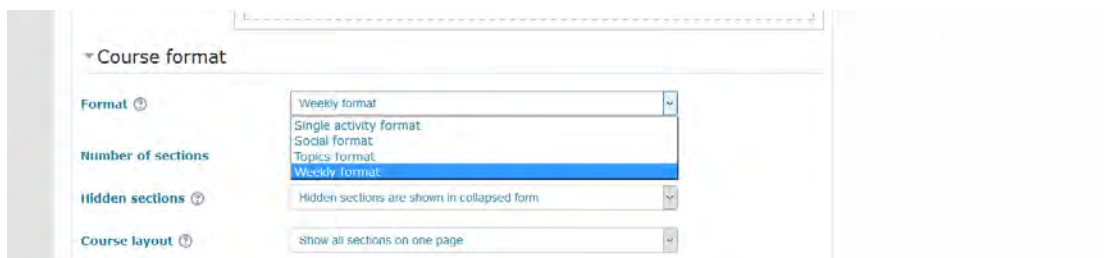 Course format
Format
Weekly format
Single activity format
Social format
Topics format
Weekly format
Number of sections
Hidden sections
Hidden sections are shown in collapsed form
Course layout
Show all sections on one page